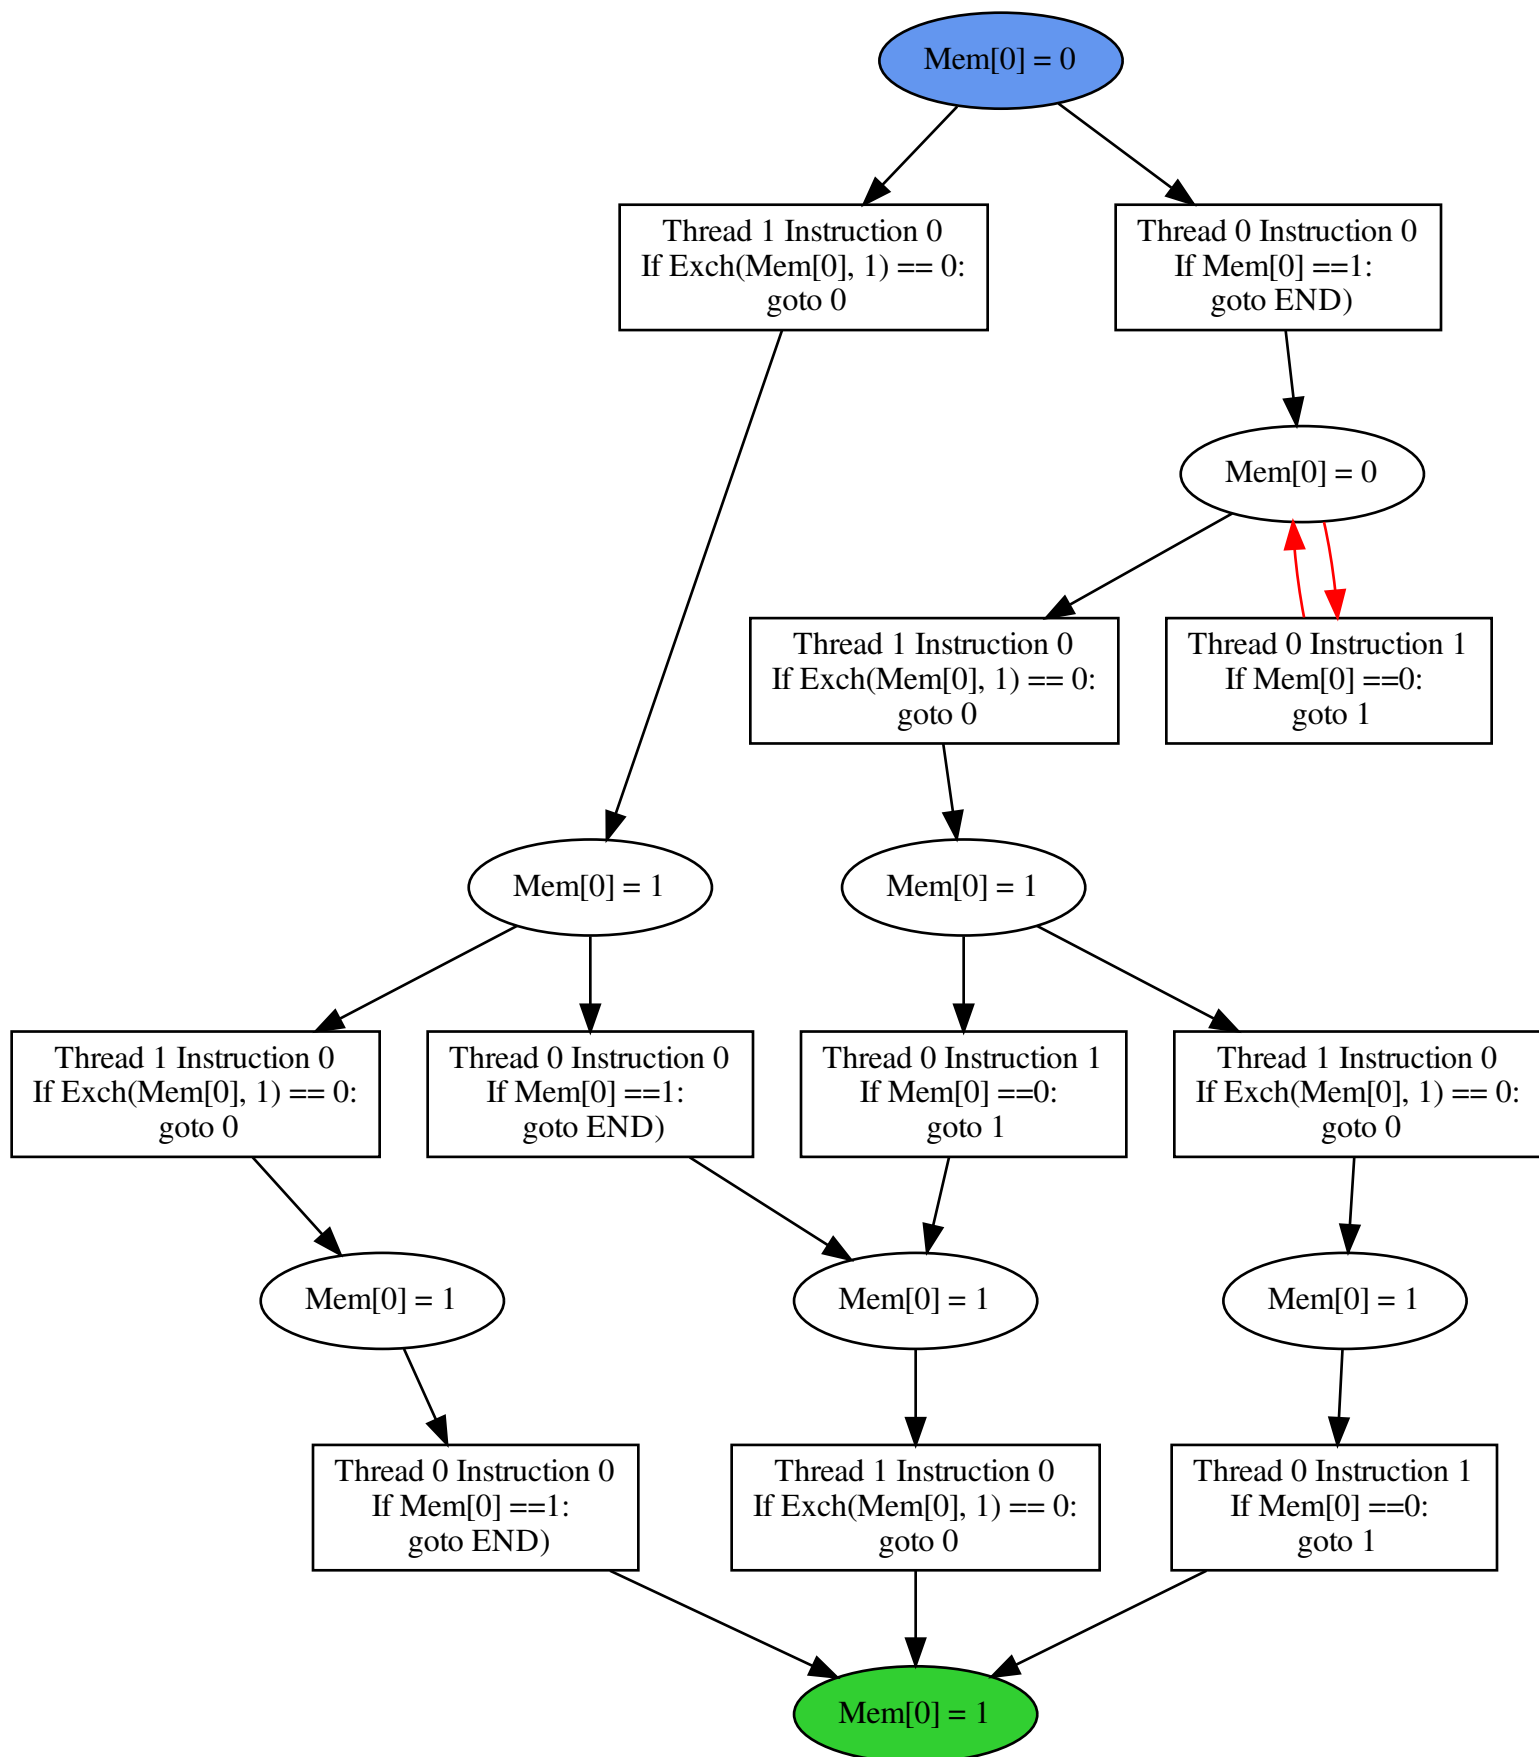 Mem[0] = 0
Thread 1 Instruction 0
If Exch(Mem[0], 1) == 0:
goto 0
Thread 0 Instruction 0
If Mem[0] ==1:
goto END)
Mem[0] = 0
Thread 1 Instruction 0
If Exch(Mem[0], 1) == 0:
goto 0
Thread 0 Instruction 1
If Mem[0] ==0:
goto 1
Mem[0] = 1
Mem[0] = 1
Thread 1 Instruction 0
If Exch(Mem[0], 1) == 0:
goto 0
Thread 0 Instruction 0
If Mem[0] ==1:
goto END)
Thread 0 Instruction 1
If Mem[0] ==0:
goto 1
Thread 1 Instruction 0
If Exch(Mem[0], 1) == 0:
goto 0
Mem[0] = 1
Mem[0] = 1
Mem[0] = 1
Thread 0 Instruction 0
If Mem[0] ==1:
goto END)
Thread 1 Instruction 0
If Exch(Mem[0], 1) == 0:
goto 0
Thread 0 Instruction 1
If Mem[0] ==0:
goto 1
Mem[0] = 1